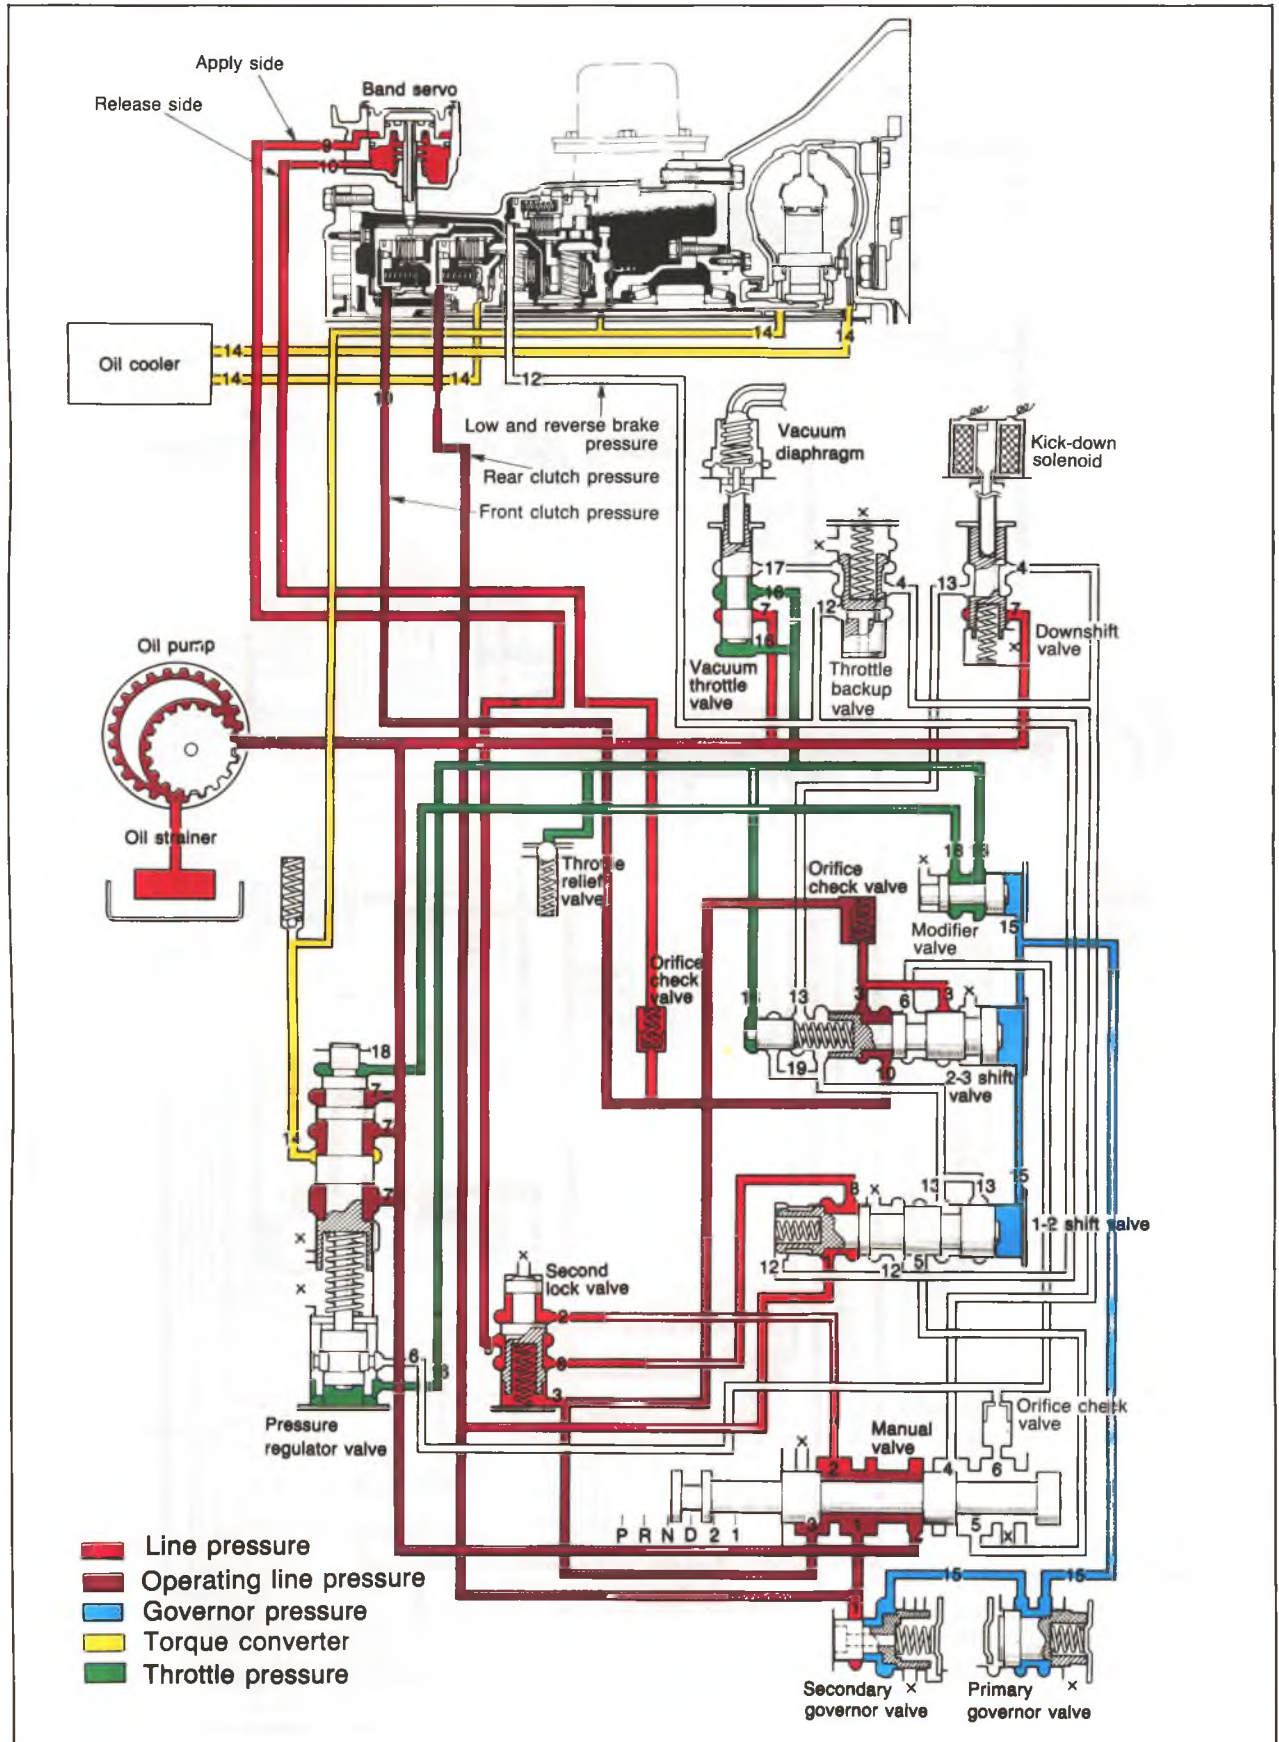 Apply side
Release side
Band servo
9
10
14
14
Oil cooler
14
14
14
12
10
Low and reverse brake
pressure
Rear clutch pressure
Front clutch pressure
Vacuum
diaphragm
Kick-down
solenoid
17
4
13
4
7
12
7
16
Downshift
valve
Vacuum
throttle
valve
Throttle
backup
valve
Oil pump
Oil strainer
Throttle
relief
valve
Orifice
check valve
18
Modifier
valve
15
Orifice
check
valve
13
3
6
3
18
19
10
2-3 shift
valve
7
7
14
7
8
13
13
15
1-2 shift valve
12
12
5
Second
lock valve
2
9
8
3
6
Pressure
regulator valve
Orifice check
valve
Manual
valve
2
4
6
P R N D 2 1
3
1
5
Line pressure
Operating line pressure
Governor pressure
Torque converter
Throttle pressure
15
15
Secondary
governor valve
Primary
governor valve